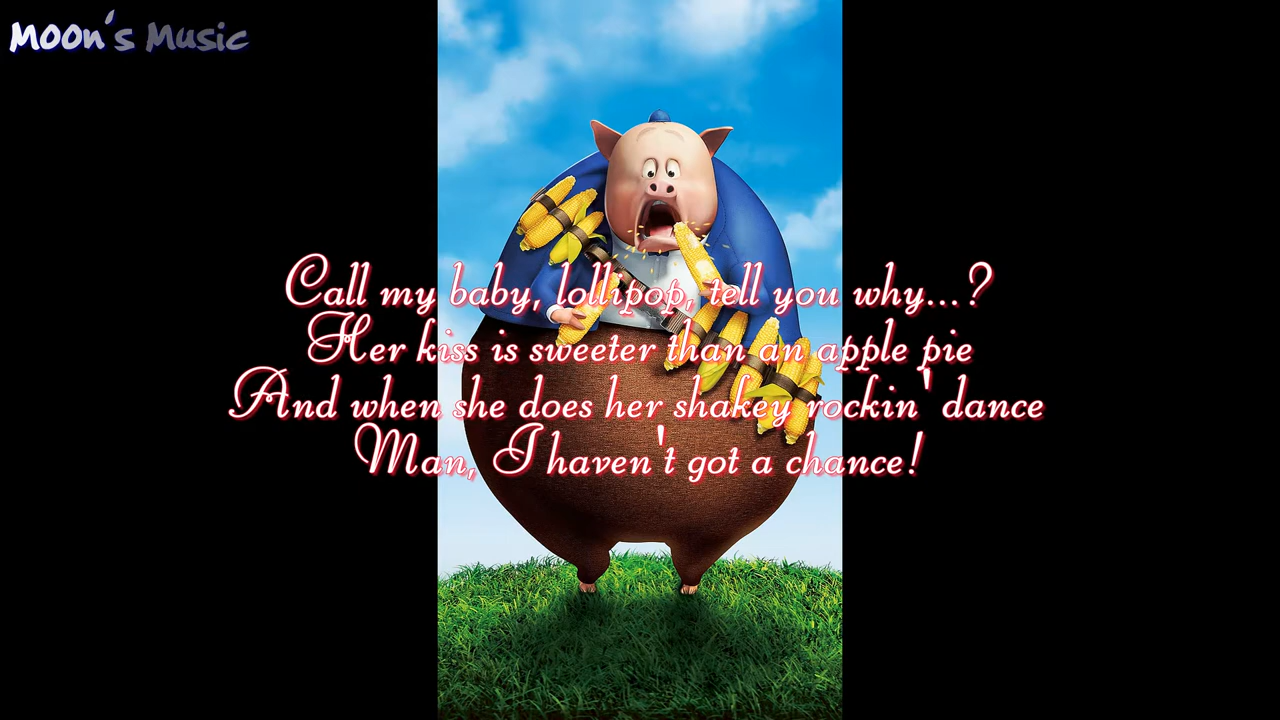 Moon's Music
Call my baby, lollipop, tell you why...?
Her kiss is sweeter than an apple pie
And when she does her shakey rockin' dance
Man, I haven't got a chance!